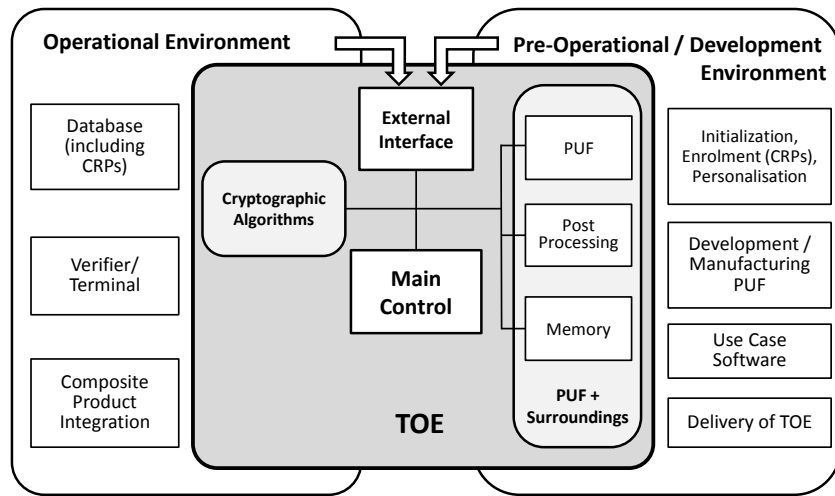 Operational Environment
Pre-Operational / Development
Environment
Database
(including
CRPs)
Verifier/
Terminal
Composite
Product
Integration
External
Interface
Cryptographic
Algorithms
Main
Control
TOE
PUF
Post
Processing
Memory
PUF +
Surroundings
Initialization,
Enrolment (CRPs),
Personalisation
Development /
Manufacturing
PUF
Use Case
Software
Delivery of TOE